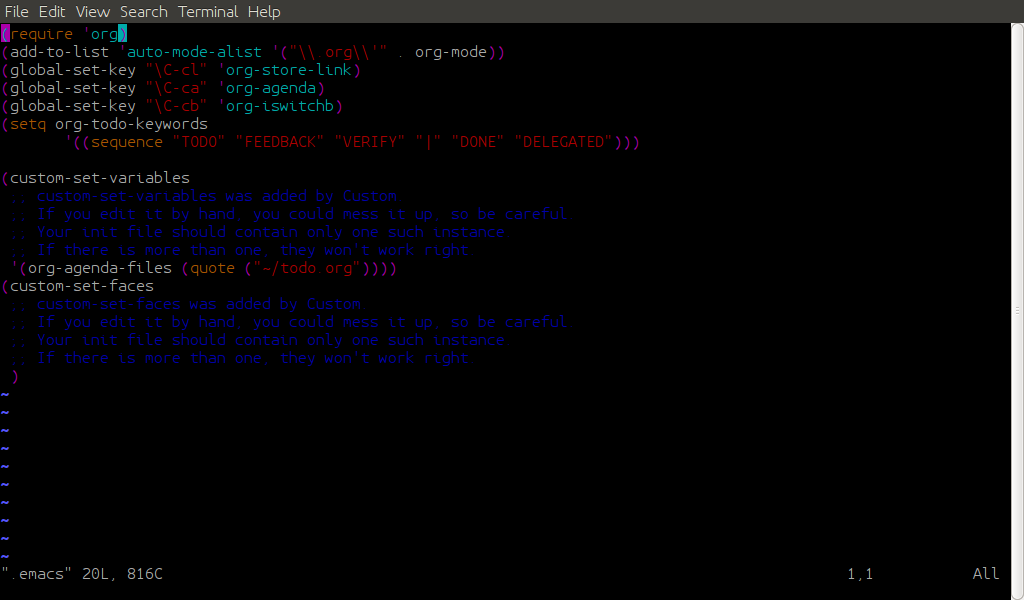 File Edit View Search Terminal Help
(require 'org)
(add-to-list 'auto-mode-alist '("\\.org\\'" . org-mode))
(global-set-key "\C-cl" 'org-store-link)
(global-set-key "\C-ca" 'org-agenda)
(global-set-key "\C-cb" 'org-iswitchb)
(setq org-todo-keywords
'((sequence "TODO" "FEEDBACK" "VERIFY" "|" "DONE" "DELEGATED")))
(custom-set-variables
;; custom-set-variables was added by Custom.
;; If you edit it by hand, you could mess it up, so be careful.
;; Your init file should contain only one such instance.
;; If there is more than one, they won't work right.
'(org-agenda-files (quote ("~/todo.org"))))
(custom-set-faces
;; custom-set-faces was added by Custom.
;; If you edit it by hand, you could mess it up, so be careful.
;; Your init file should contain only one such instance.
;; If there is more than one, they won't work right.
)
~
~
~
~
~
~
~
~
~
~
".emacs" 20L, 816C 1,1 All